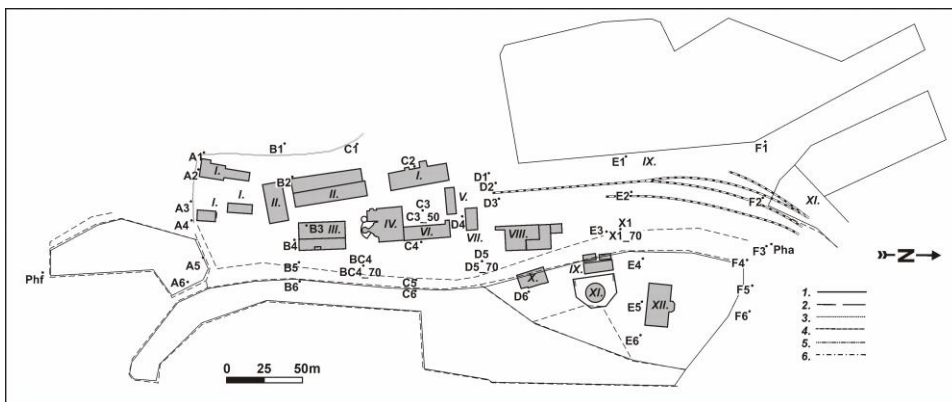 A1
A2
I.
A3
I.
I.
A4
A5
A6
Phf
B1
B2
II.
II.
B3 III.
B4
B5
B6
C1
C2
I.
C3
C3_50
IV.
VI.
C4
BC4
BC4_70
C5
C6
V.
D1
D2
D3
D4
VII.
D5
D5_70
D6
VIII.
X.
E1
IX.
E2
X1
E3
X1_70
IX.
E4
XI.
E5
XII.
E6
F1
F2
XI.
F3
Pha
F4
F5
F6
N
0 25 50m
1.
2.
3.
4.
5.
6.